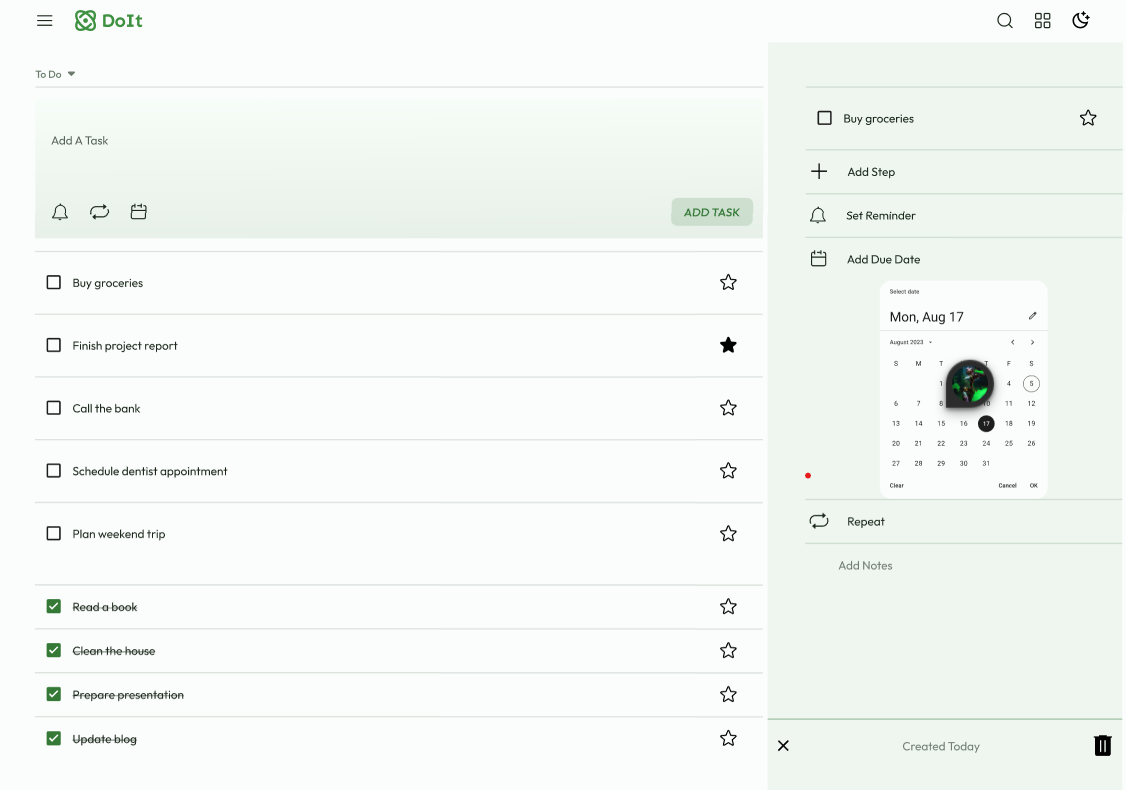 DoIt
To Do
Add A Task
ADD TASK
Buy groceries
Finish project report
Call the bank
Schedule dentist appointment
Plan weekend trip
Read a book
Clean the house
Prepare presentation
Update blog
Buy groceries
Add Step
Set Reminder
Add Due Date
Select date
Mon, Aug 17
August 2023
S M T T F S
1 4 5
6 7 8 10 11 12
13 14 15 16 17 18 19
20 21 22 23 24 25 26
27 28 29 30 31
Clear Cancel OK
Repeat
Add Notes
Created Today